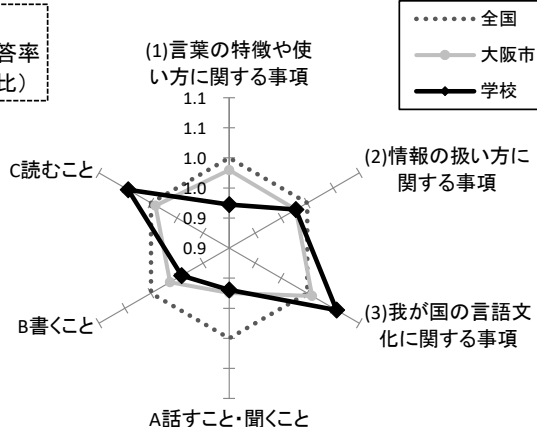 答率
比）
全国
大阪市
学校
(1)言葉の特徴や使
い方に関する事項
1.1
1.1
1.0
1.0
0.9
0.9
(2)情報の扱い方に
関する事項
(3)我が国の言語文
化に関する事項
A話すこと・聞くこと
B書くこと
C読むこと